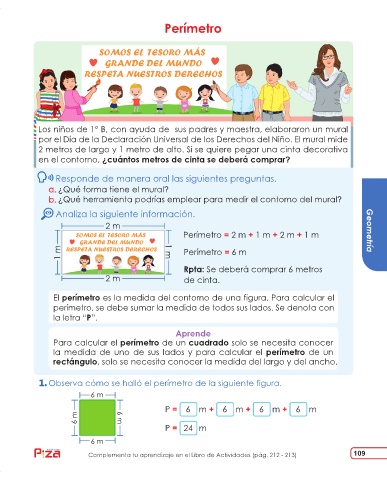 Perímetro
SOMOS EL TESORO MÁS
GRANDE DEL MUNDO
RESPETA NUESTROS DERECHOS
Los niños de 1° B, con ayuda de sus padres y maestra, elaboraron un mural
por el Día de la Declaración Universal de los Derechos del Niño. El mural mide
2 metros de largo y 1 metro de alto. Si se quiere pegar una cinta decorativa
en el contorno, ¿cuántos metros de cinta se deberá comprar?
Responde de manera oral las siguientes preguntas.
a. ¿Qué forma tiene el mural?
b. ¿Qué herramienta podrías emplear para medir el contorno del mural?
Analiza la siguiente información.
2 m
SOMOS EL TESORO MÁS
GRANDE DEL MUNDO
RESPETA NUESTROS DERECHOS
1 m
1 m
2 m
Perímetro = 2 m + 1 m + 2 m + 1 m
Perímetro = 6 m
Rpta: Se deberá comprar 6 metros
de cinta.
Geometría
El perímetro es la medida del contorno de una figura. Para calcular el
perímetro, se debe sumar la medida de todos sus lados. Se denota con
la letra "P".
Aprende
Para calcular el perímetro de un cuadrado solo se necesita conocer
la medida de uno de sus lados y para calcular el perímetro de un
rectángulo, solo se necesita conocer la medida del largo y del ancho.
1. Observa cómo se halló el perímetro de la siguiente figura.
6 m
6 m
6 m
6 m
P = 6 m + 6 m + 6 m + 6 m
P = 24 m
Pizza
Complementa tu aprendizaje en el Libro de Actividades (pág. 212 - 213)
109